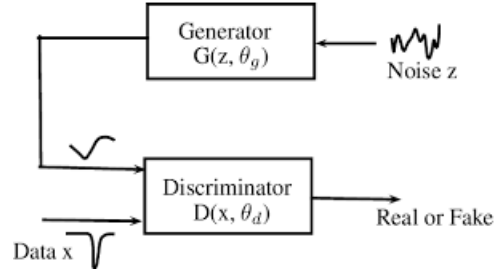 Generator
G(z, θg)
Noise z
Discriminator
D(x, θd)
Real or Fake
Data x